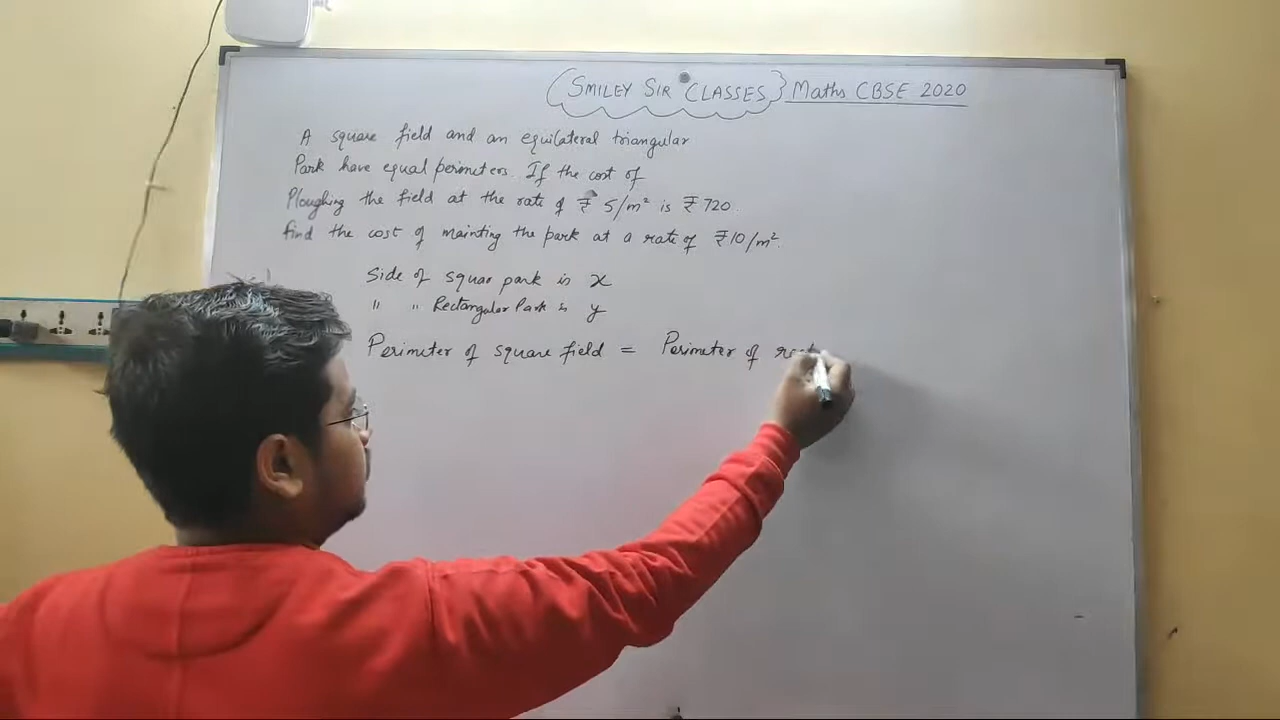 SMILEY SIR CLASSES Maths CBSE 2020
A square field and an equilateral triangular
Park have equal perimeters. If the cost of
Ploughing the field at the rate of ₹ 5/m² is ₹ 720.
find the cost of mainting the park at a rate of ₹10/m².
Side of squar park is x
" " Rectangular Park is y
Perimeter of square field = Perimeter of rect